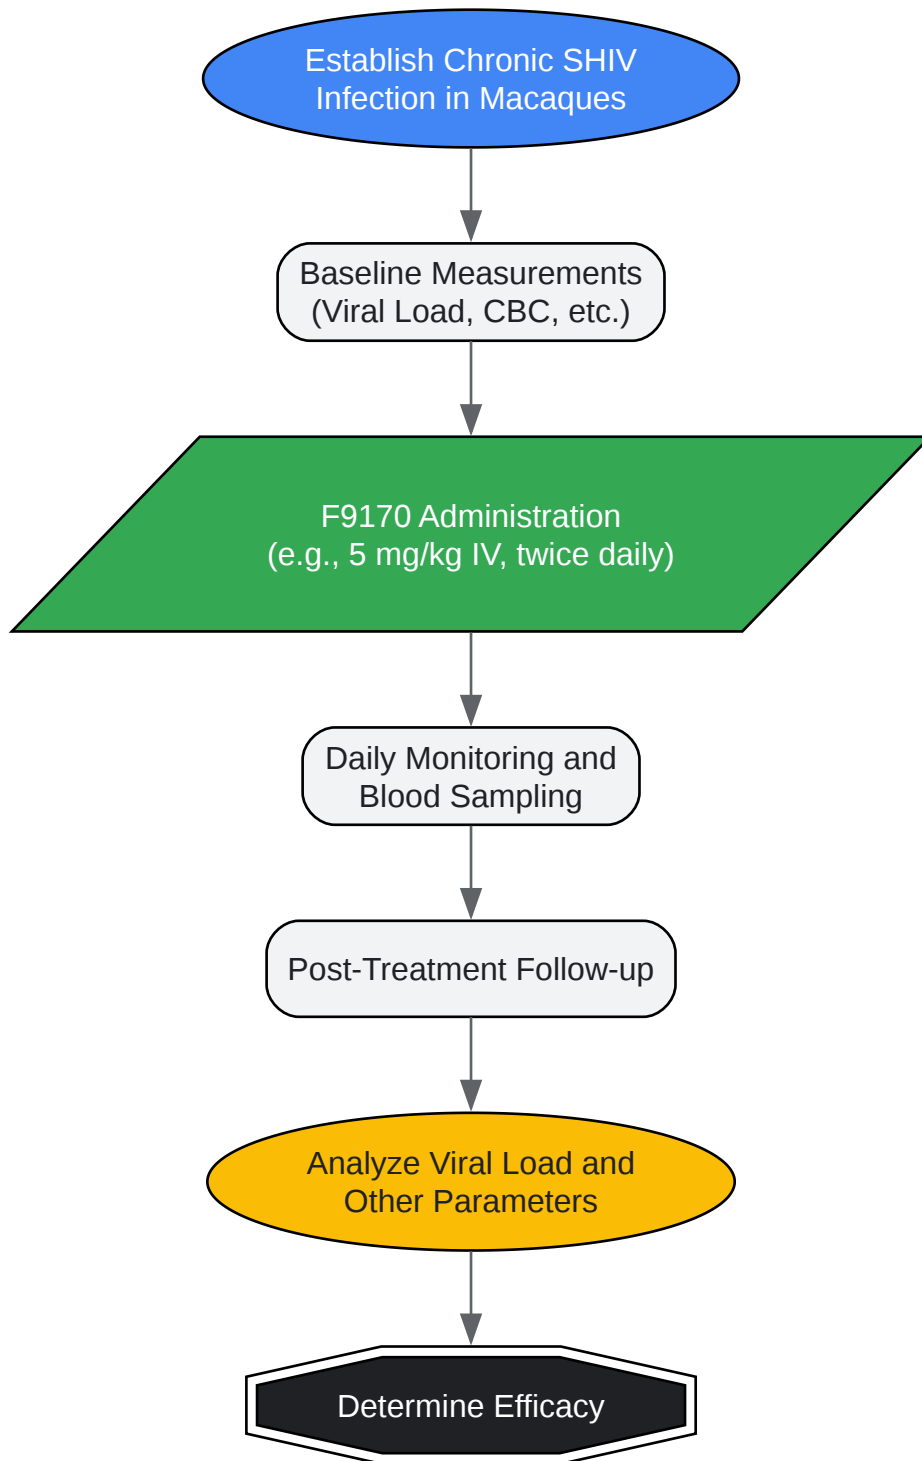 Establish Chronic SHIV
Infection in Macaques
Baseline Measurements
(Viral Load, CBC, etc.)
F9170 Administration
(e.g., 5 mg/kg IV, twice daily)
Daily Monitoring and
Blood Sampling
Post-Treatment Follow-up
Analyze Viral Load and
Other Parameters
Determine Efficacy